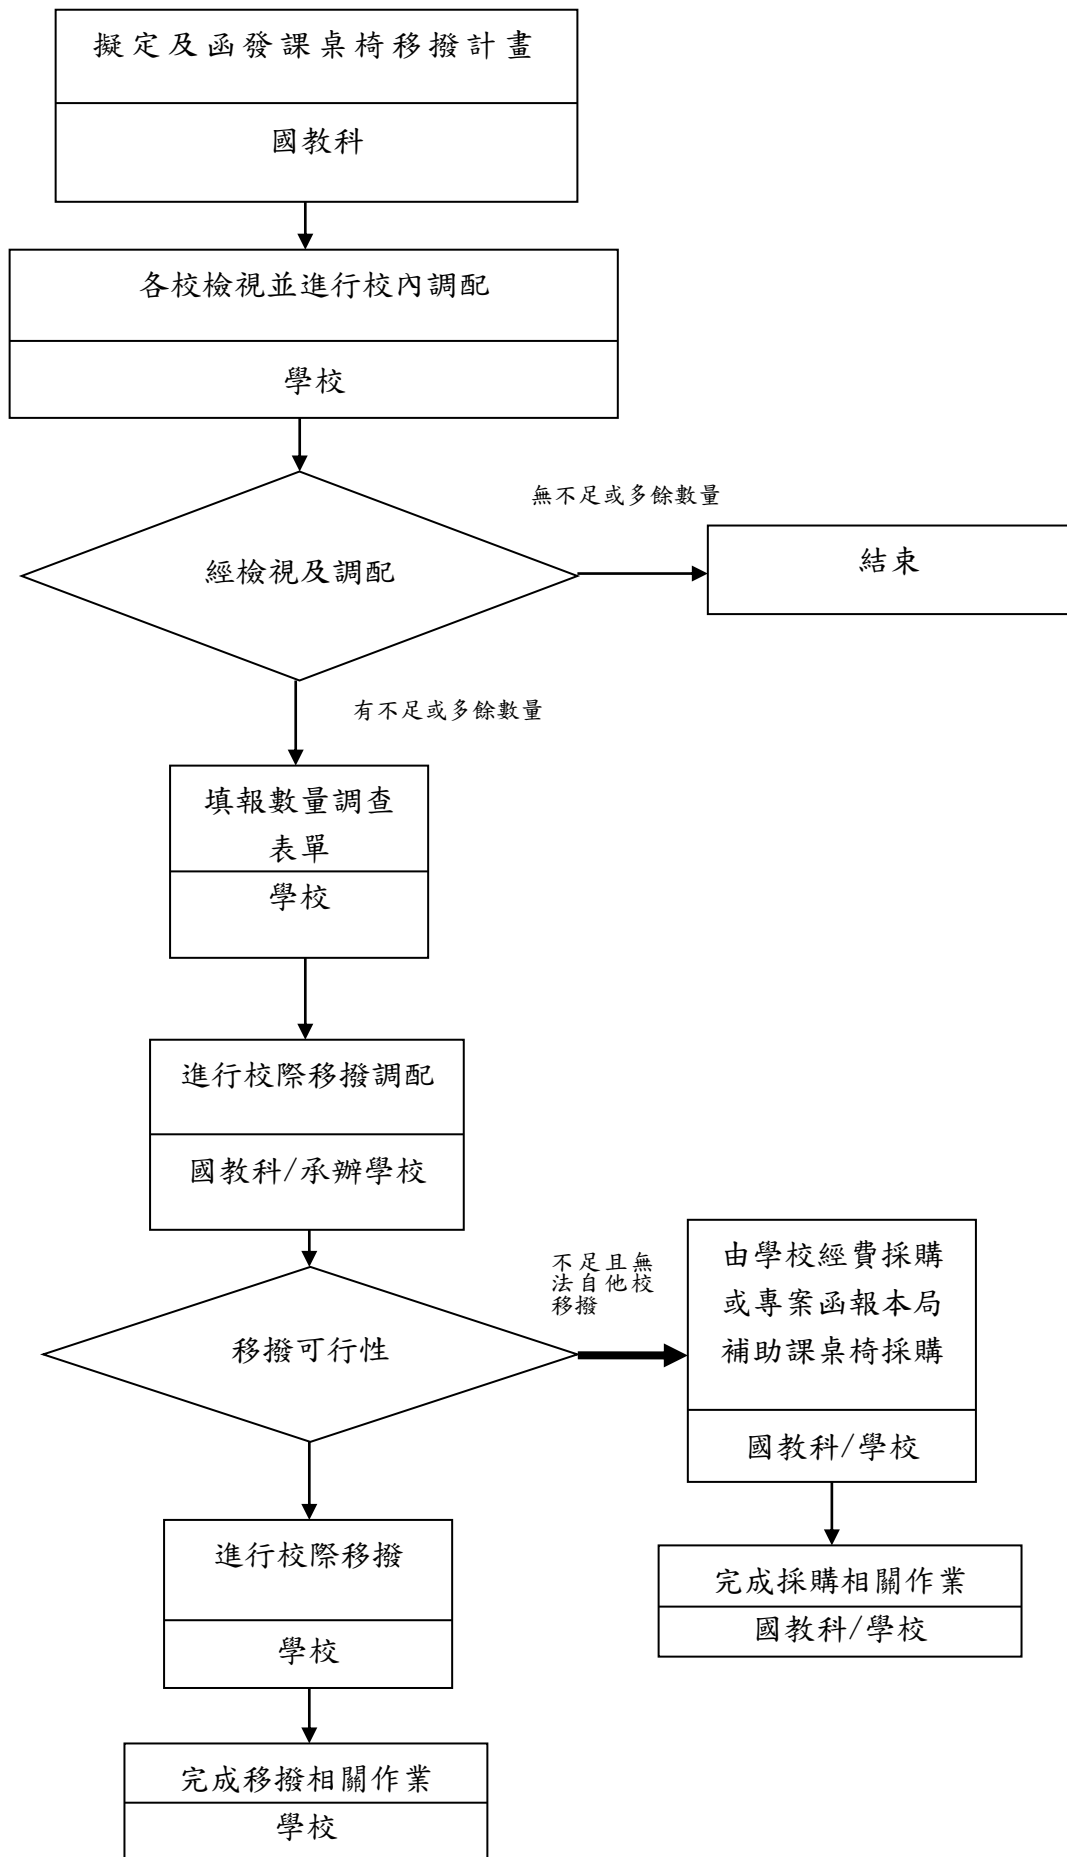 擬定及函發課桌椅移撥計畫
國教科
各校檢視並進行校內調配
學校
無不足或多餘數量
經檢視及調配
結束
有不足或多餘數量
填報數量調查
表單
學校
進行校際移撥調配
國教科/承辦學校
不足且無
法自他校
移撥
由學校經費採購
或專案函報本局
補助課桌椅採購
移撥可行性
國教科/學校
進行校際移撥
學校
完成採購相關作業
國教科/學校
完成移撥相關作業
學校